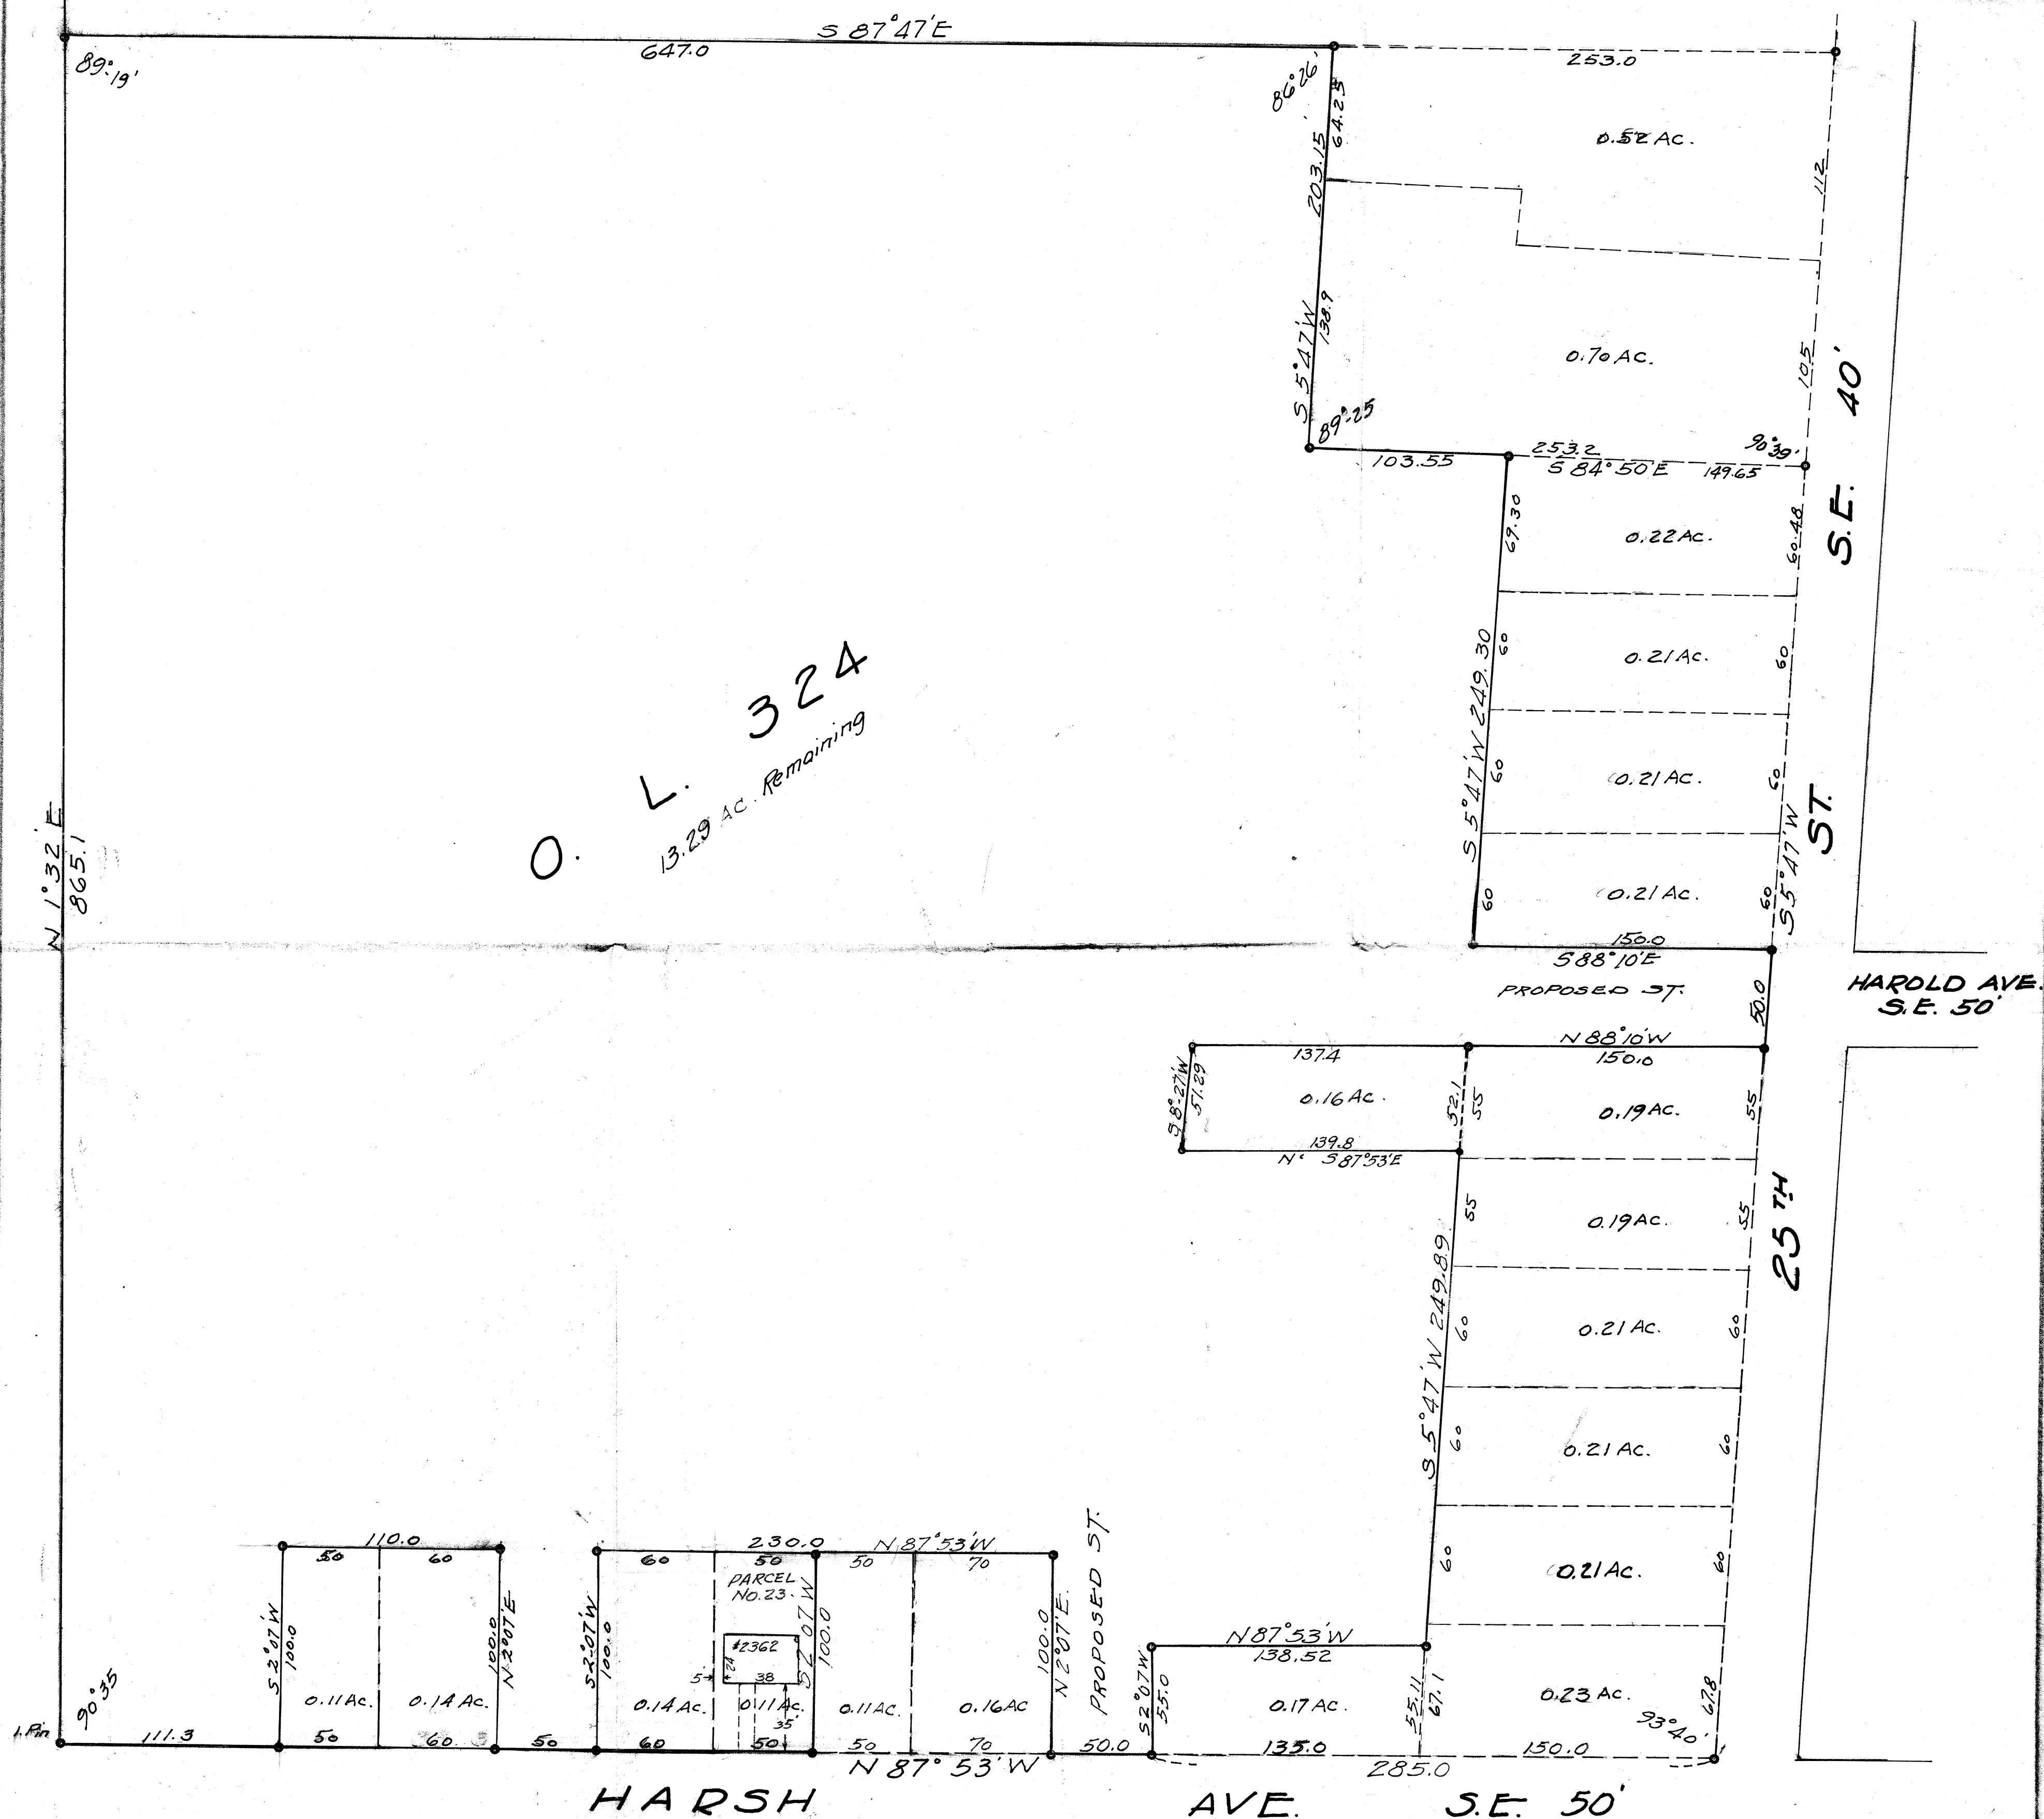 S 87°47'E
647.0
253.0
89°19'
86°26'
64.25
203.15'
0.52 AC.
112
138.9
S 5°47'W
0.70 AC.
105
89°25
103.55
253.2
S 84°50'E
149.65
90°39'
S.E. 40'
69.30
0.22 AC.
60.48
60
0.21 AC.
60
S 5°47'W 249.30
60
0.21 AC.
60
60
0.21 AC.
60
S 5°47'W
ST.
O. L. 324
13.29 AC. Remaining
N 1°32'E
865.1
150.0
S 88°10'E
PROPOSED ST.
50.0
HAROLD AVE.
S.E. 50'
N 88°10'W
137.4
150.0
S 8°-27'W
51.29
0.16 AC.
52.1
55
0.19 AC.
55
139.8
N' S 87°53'E
55
0.19 AC.
55
25TH
S 5°47'W 249.89
60
0.21 AC.
60
60
0.21 AC.
60
60
0.21 AC.
60
110.0
50
60
230.0
N 87°53'W
60
50
50
70
PARCEL
NO. 23.
PROPOSED ST.
S 2°07'W
100.0
100.0
N 2°07'E
S 2°07'W
100.0
#2362
24
38
5'
35'
S 2 07 W
100.0
100.0
N 2°07'E.
N 87°53'W
138.52
S 2°07'W
55.0
0.17 AC.
55.11
67.1
0.23 AC.
67.8
93°40'
0.11 AC.
0.14 AC.
0.14 AC.
0.11 AC.
0.11 AC.
0.16 AC
90°35
1. Pin
111.3
50
60
50
60
50
50
70
50.0
135.0
150.0
N 87°53'W
285.0
HARSH AVE. S.E. 50'